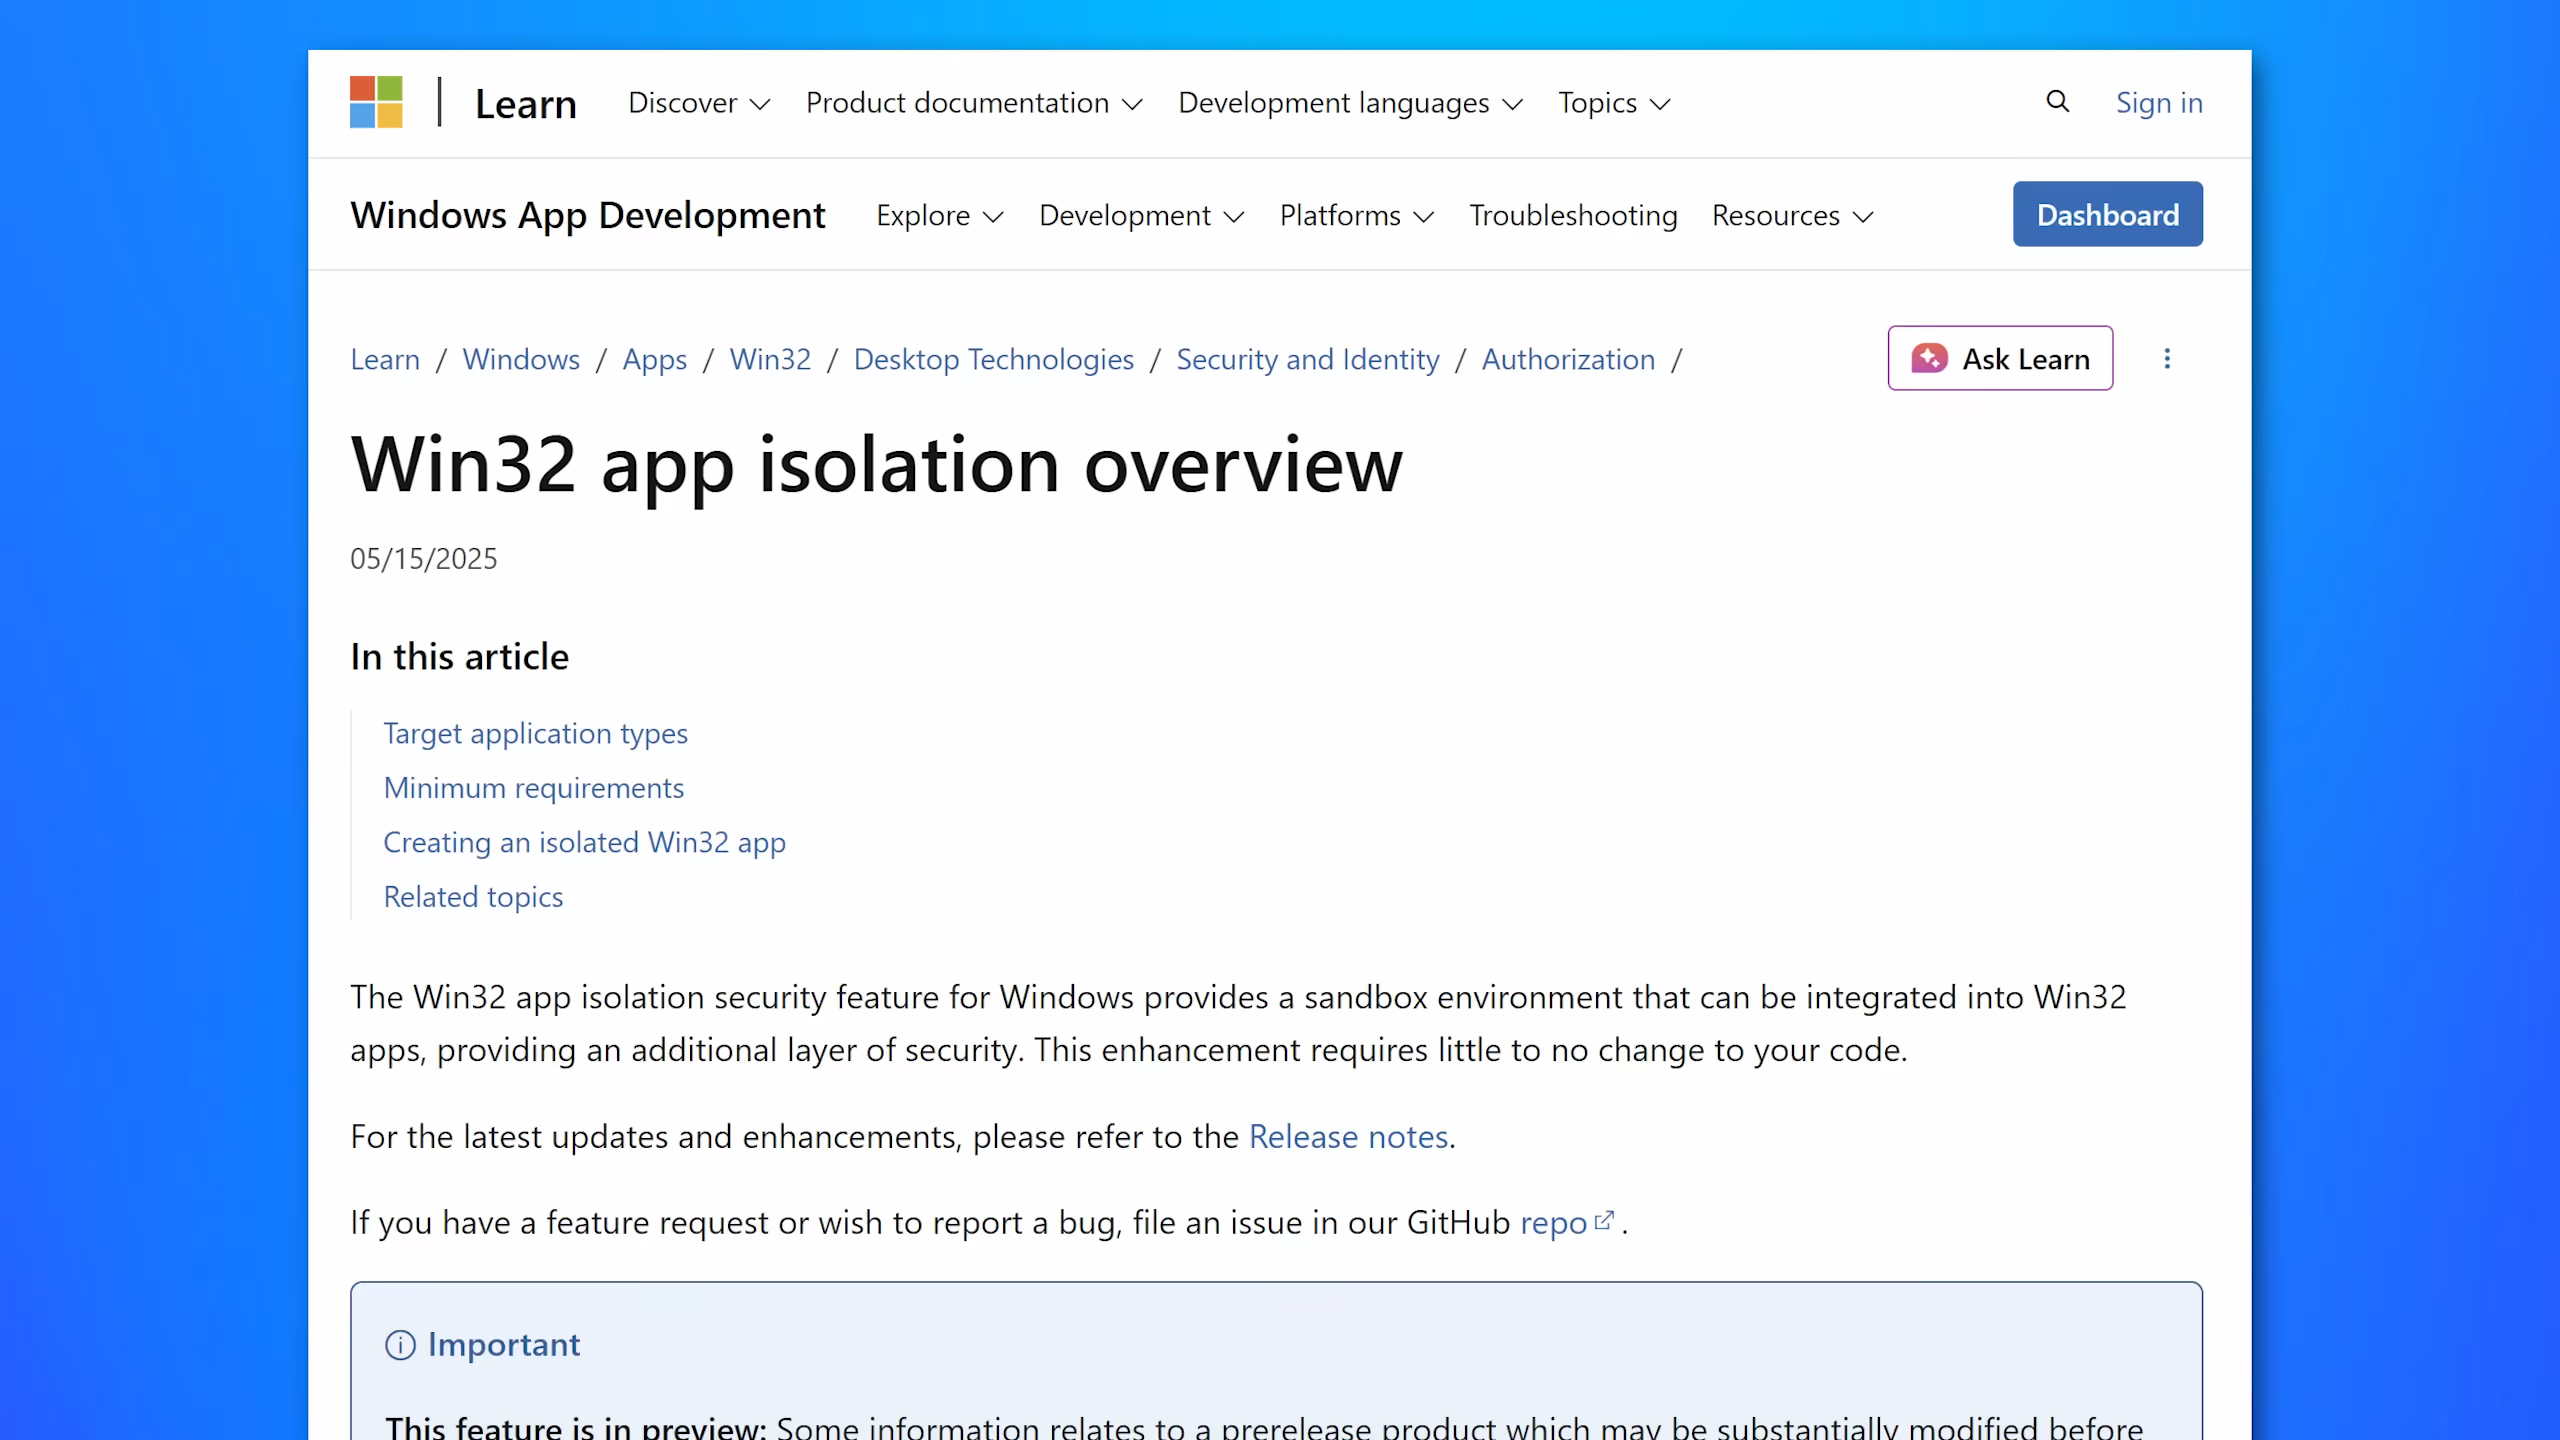 Learn Discover Product documentation Development languages Topics Sign in
Windows App Development Explore Development Platforms Troubleshooting Resources Dashboard
Learn / Windows / Apps / Win32 / Desktop Technologies / Security and Identity / Authorization / Ask Learn
Win32 app isolation overview
05/15/2025
In this article
Target application types
Minimum requirements
Creating an isolated Win32 app
Related topics
The Win32 app isolation security feature for Windows provides a sandbox environment that can be integrated into Win32
apps, providing an additional layer of security. This enhancement requires little to no change to your code.
For the latest updates and enhancements, please refer to the Release notes.
If you have a feature request or wish to report a bug, file an issue in our GitHub repo .
Important
This feature is in preview: Some information relates to a prerelease product which may be substantially modified before